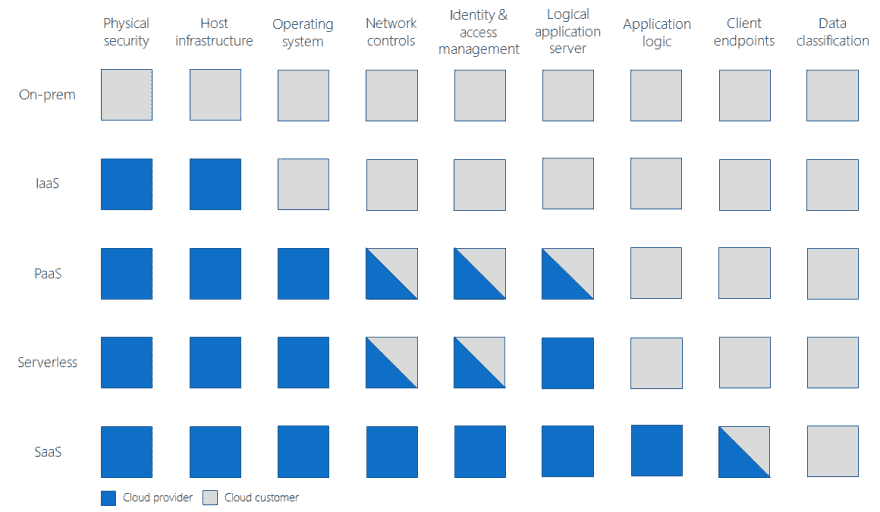 Physical
security
Host
infrastructure
Operating
system
Network
controls
Identity &
access
management
Logical
application
server
Application
logic
Client
endpoints
Data
classification
On-prem
IaaS
PaaS
Serverless
SaaS
Cloud provider
Cloud customer